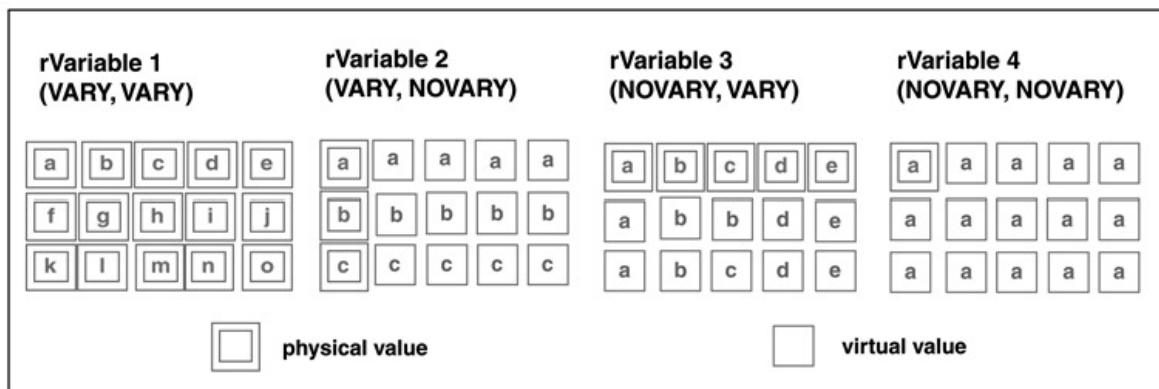 rVariable 1
(VARY, VARY)
rVariable 2
(VARY, NOVARY)
rVariable 3
(NOVARY, VARY)
rVariable 4
(NOVARY, NOVARY)
a b c d e
a a a a a
a b c d e
a a a a a
f g h i j
b b b b b
a b b d e
a a a a a
k l m n o
c c c c c
a b c d e
a a a a a
physical value
virtual value